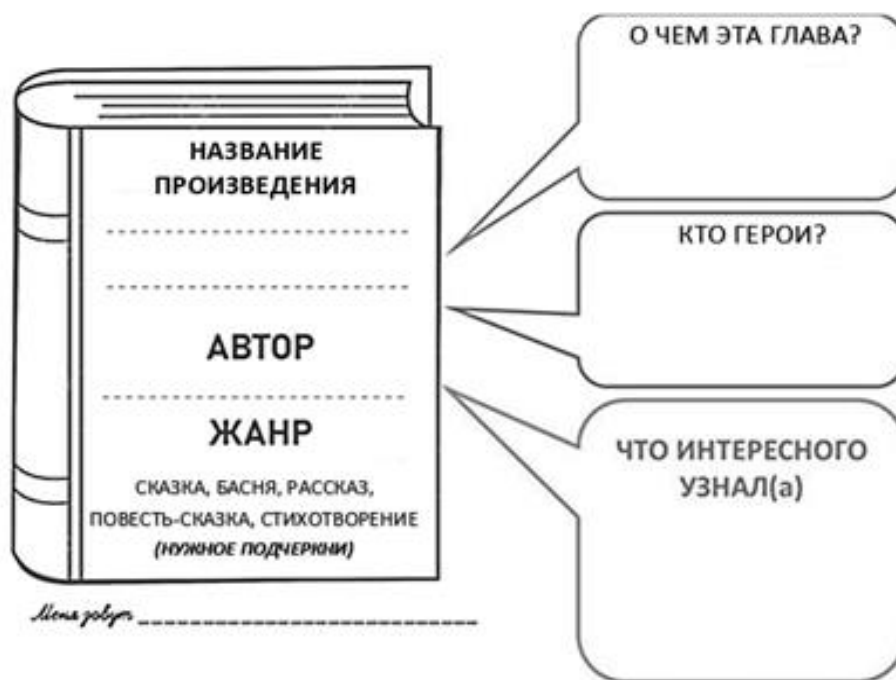 НАЗВАНИЕ
ПРОИЗВЕДЕНИЯ
АВТОР
ЖАНР
СКАЗКА, БАСНЯ, РАССКАЗ,
ПОВЕСТЬ-СКАЗКА, СТИХОТВОРЕНИЕ
(НУЖНОЕ ПОДЧЕРКНИ)
Меня зовут
О ЧЕМ ЭТА ГЛАВА?
КТО ГЕРОИ?
ЧТО ИНТЕРЕСНОГО
УЗНАЛ(а)